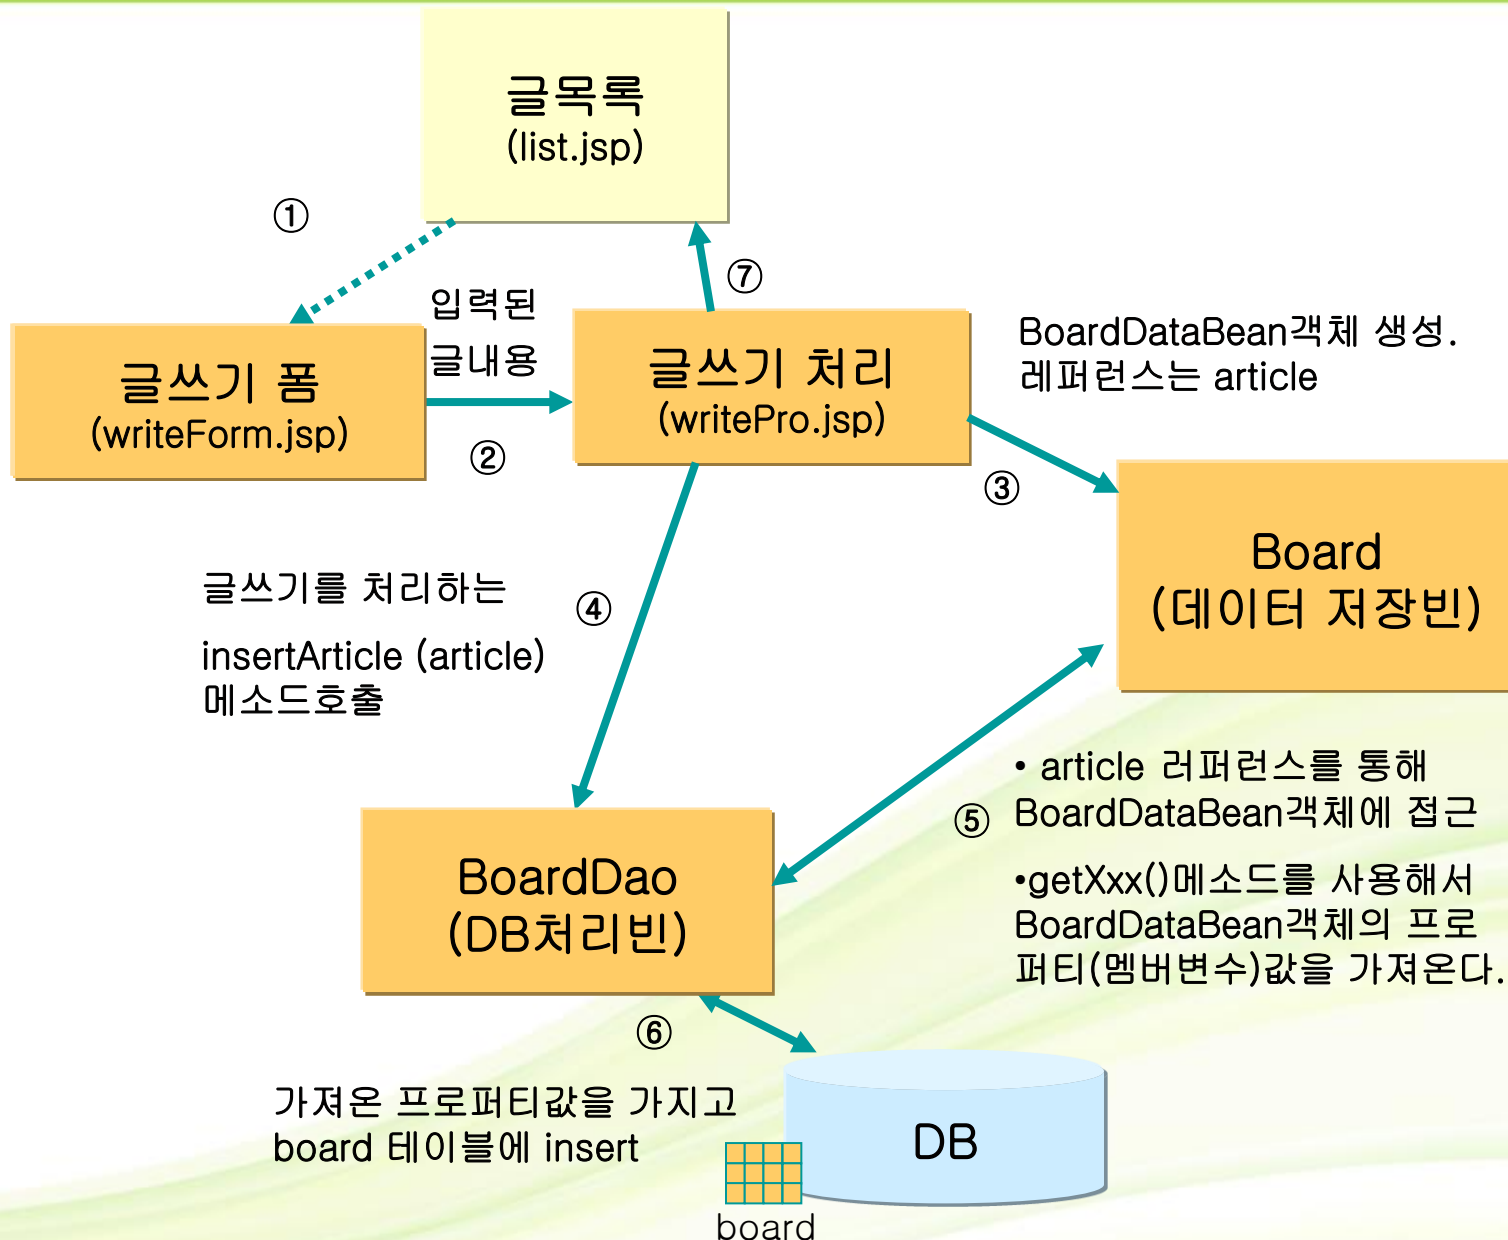 글목록
(list.jsp)
①
⑦
입력된
글내용
글쓰기 폼
(writeForm.jsp)
②
글쓰기 처리
(writePro.jsp)
BoardDataBean객체 생성.
레퍼런스는 article
③
Board
(데이터 저장빈)
글쓰기를 처리하는
insertArticle (article)
메소드호출
④
• article 러퍼런스를 통해
BoardDataBean객체에 접근
⑤
•getXxx()메소드를 사용해서
BoardDataBean객체의 프로
퍼티(멤버변수)값을 가져온다.
BoardDao
(DB처리빈)
⑥
가져온 프로퍼티값을 가지고
board 테이블에 insert
DB
board